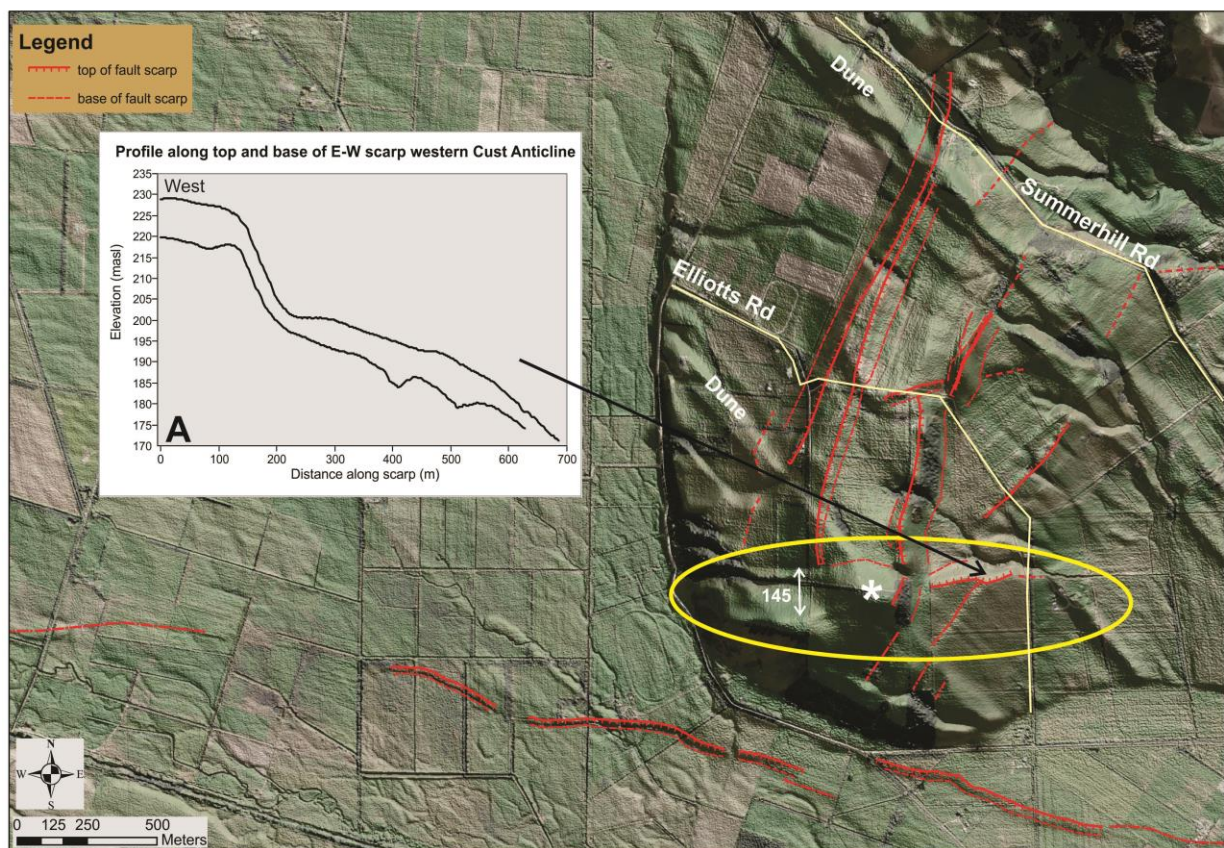 Legend
top of fault scarp
base of fault scarp
Profile along top and base of E-W scarp western Cust Anticline
West
235
230
225
220
215
210
205
200
195
190
185
180
175
170
Elevation (masl)
A
0 100 200 300 400 500 600 700
Distance along scarp (m)
Dune
Summerhill Rd
Elliotts Rd
Dune
145
*
N
W E
S
0 125 250 500
Meters